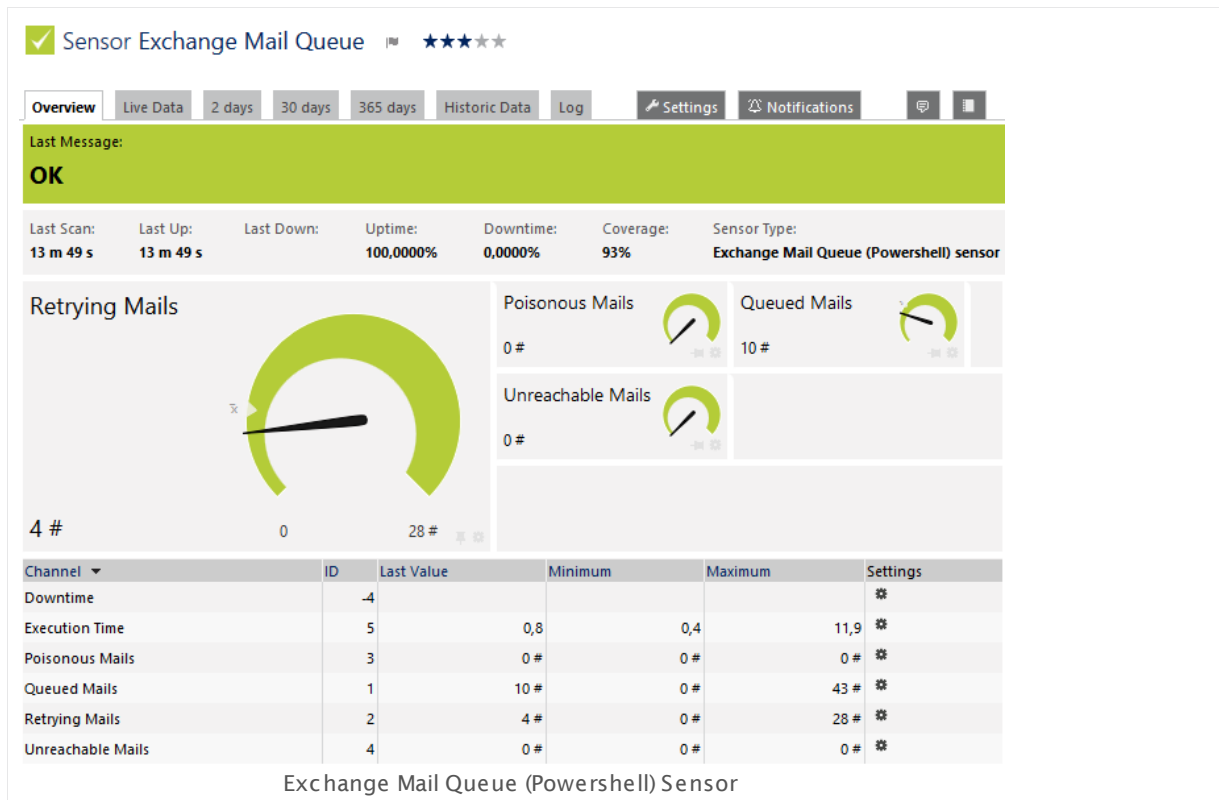 Sensor Exchange Mail Queue
Overview Live Data 2 days 30 days 365 days Historic Data Log Settings Notifications
Last Message:
OK
Last Scan: Last Up: Last Down: Uptime: Downtime: Coverage: Sensor Type:
13 m 49 s 13 m 49 s 100,0000% 0,0000% 93% Exchange Mail Queue (Powershell) sensor
Retrying Mails
Poisonous Mails
0 #
Queued Mails
10 #
Unreachable Mails
0 #
x̄
4 # 0 28 #
Channel ID Last Value Minimum Maximum Settings
Downtime -4
Execution Time 5 0,8 0,4 11,9
Poisonous Mails 3 0 # 0 # 0 #
Queued Mails 1 10 # 0 # 43 #
Retrying Mails 2 4 # 0 # 28 #
Unreachable Mails 4 0 # 0 # 0 #
Exchange Mail Queue (Powershell) Sensor